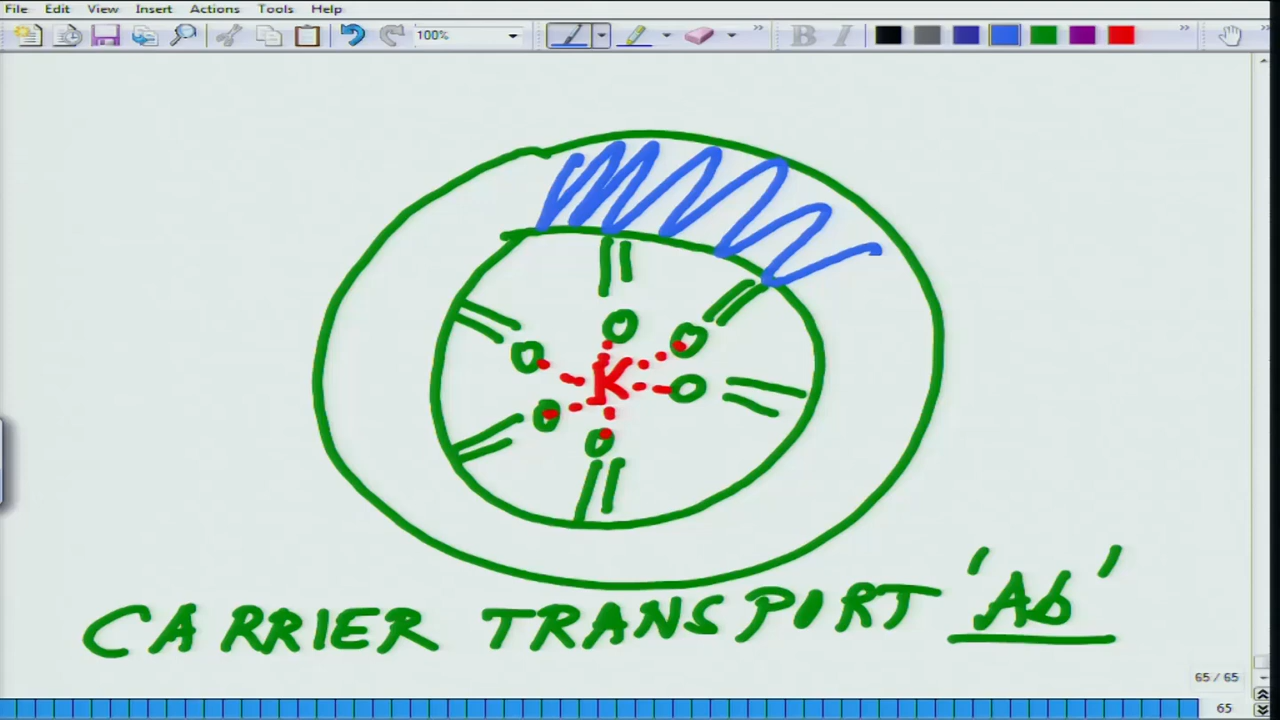 File Edit View Insert Actions Tools Help
100%
B I
O
O
O
K
O
O
O
CARRIER TRANSPORT 'Ab'
65 / 65
65